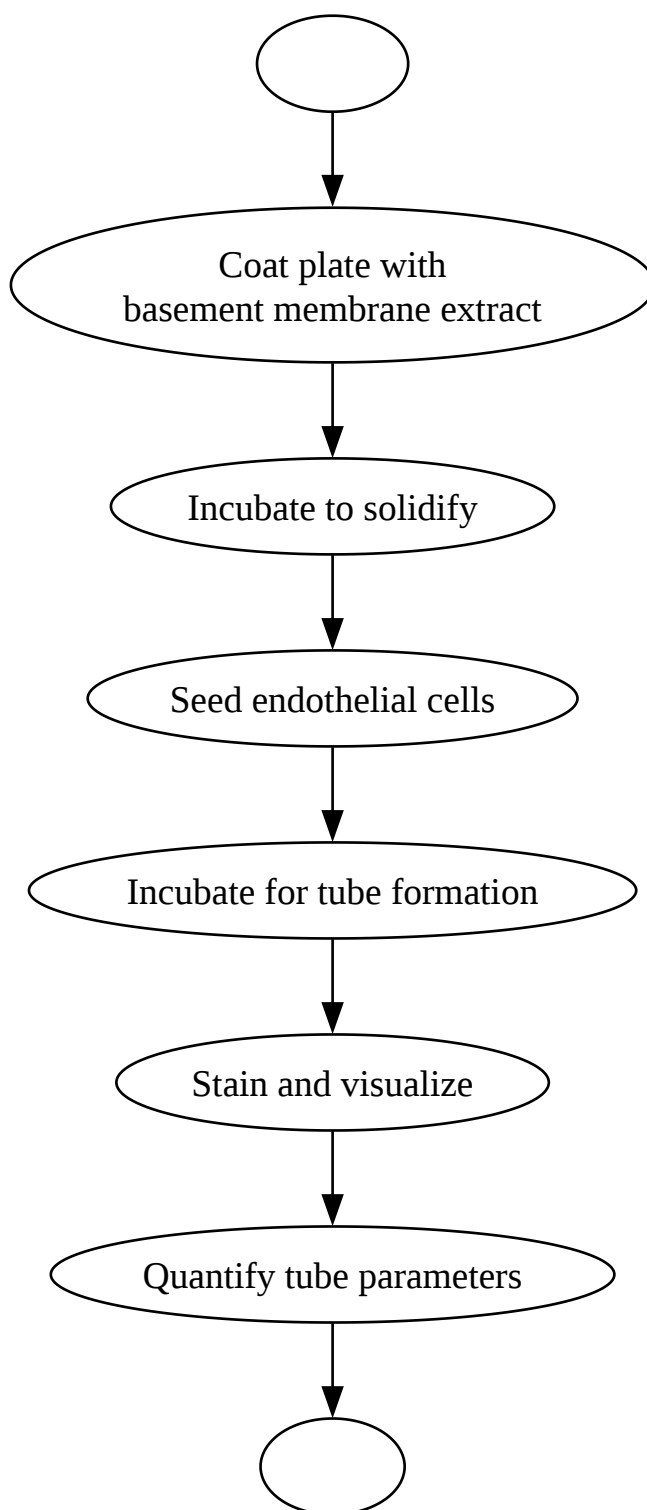 Coat plate with
basement membrane extract
Incubate to solidify
Seed endothelial cells
Incubate for tube formation
Stain and visualize
Quantify tube parameters